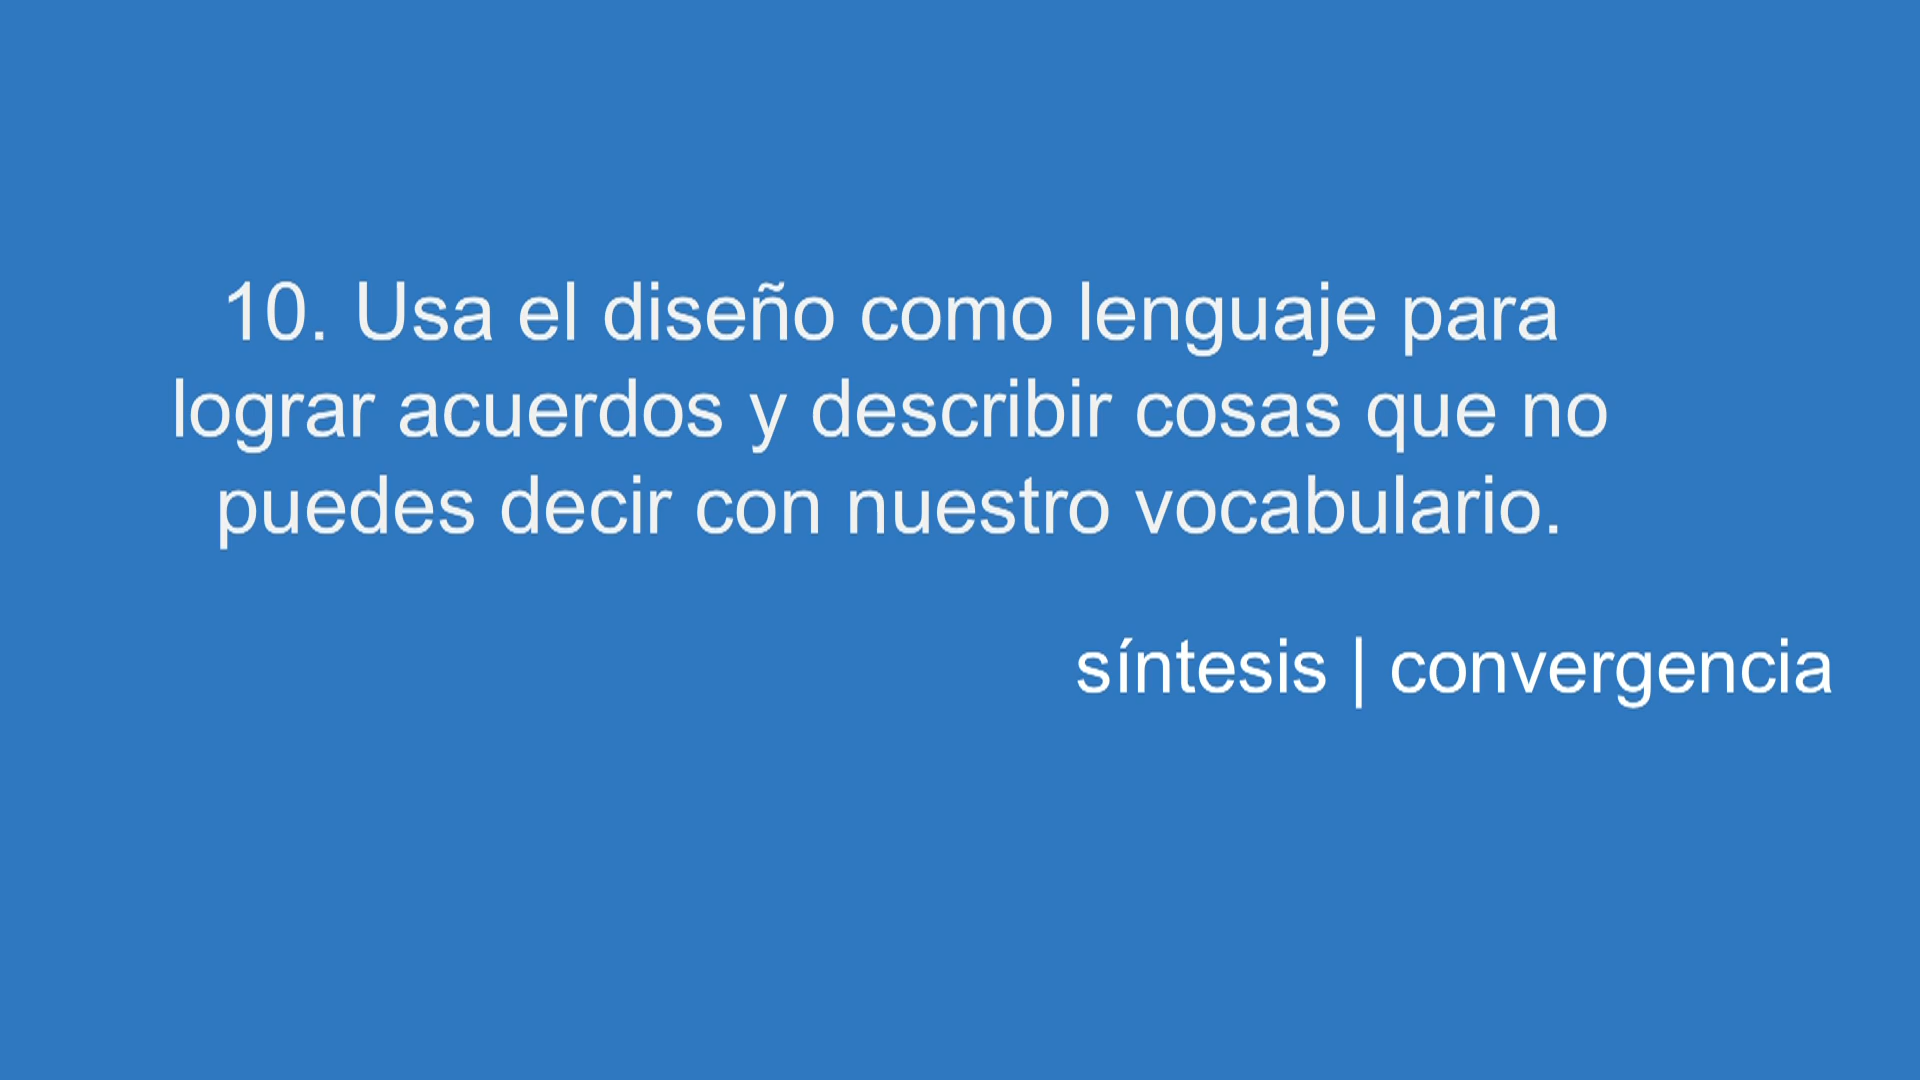 10. Usa el diseño como lenguaje para
lograr acuerdos y describir cosas que no
puedes decir con nuestro vocabulario.
síntesis | convergencia